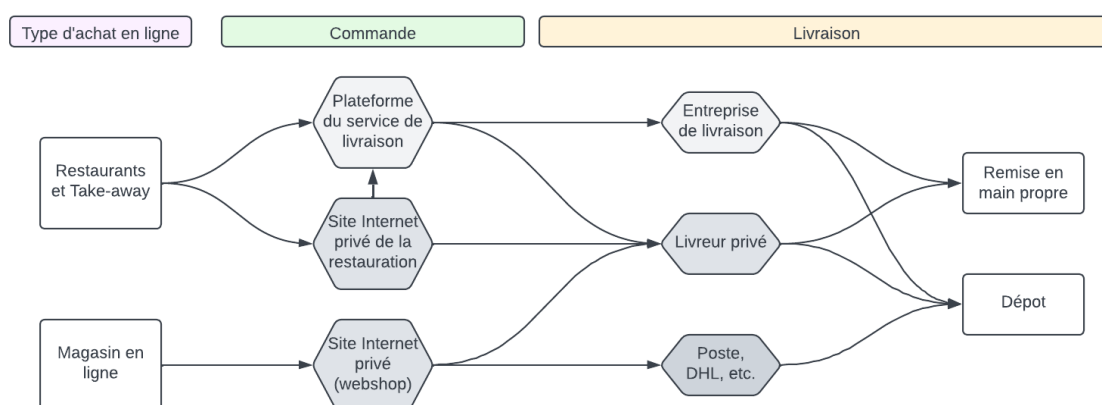 Type d'achat en ligne
Commande
Livraison
Restaurants
et Take-away
Plateforme
du service de
livraison
Entreprise
de livraison
Remise en
main propre
Site Internet
privé de la
restauration
Livreur privé
Dépot
Magasin en
ligne
Site Internet
privé
(webshop)
Poste,
DHL, etc.